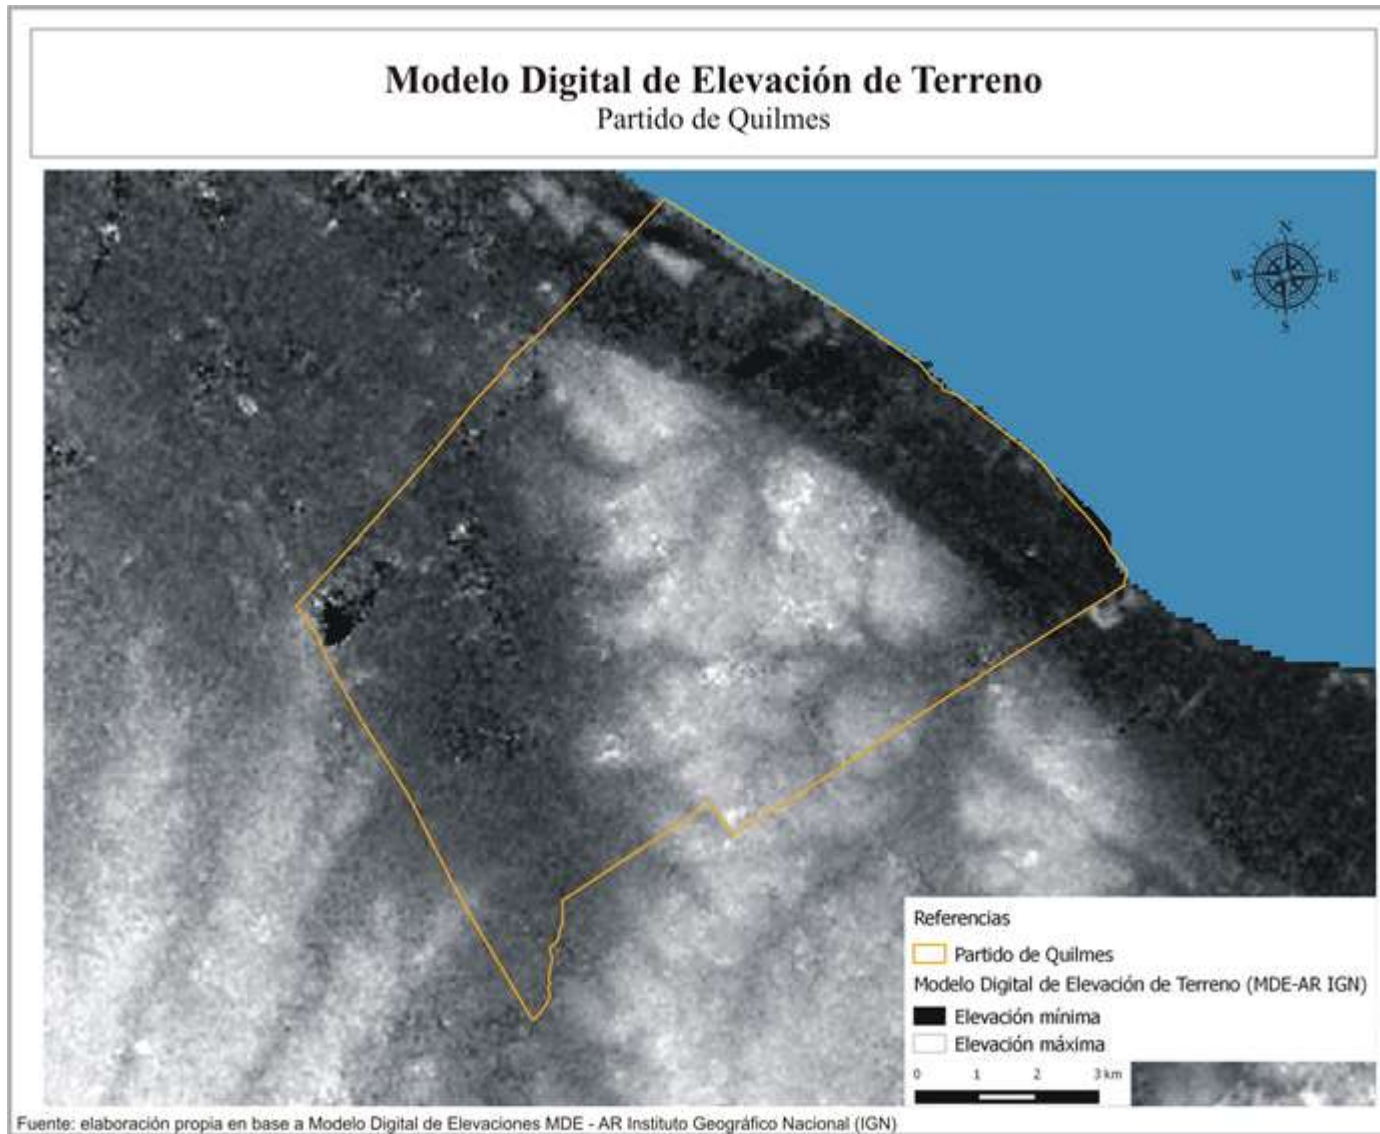 Modelo Digital de Elevación de Terreno
Partido de Quilmes
N
W E
S
Referencias
Partido de Quilmes
Modelo Digital de Elevación de Terreno (MDE-AR IGN)
Elevación mínima
Elevación máxima
0 1 2 3 km
Fuente: elaboración propia en base a Modelo Digital de Elevaciones MDE - AR Instituto Geográfico Nacional (IGN)